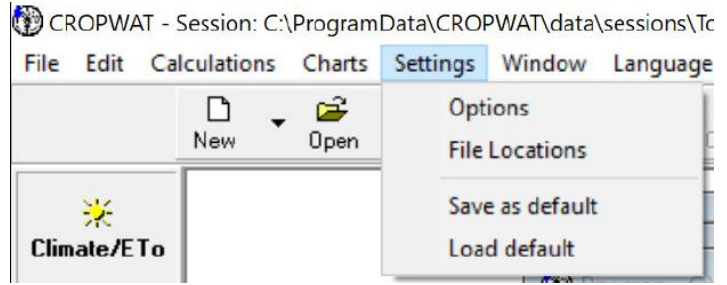 CROPWAT - Session: C:\ProgramData\CROPWAT\data\sessions\To
File Edit Calculations Charts Settings Window Language
New Open
Options
File Locations
Save as default
Load default
Climate/ETo